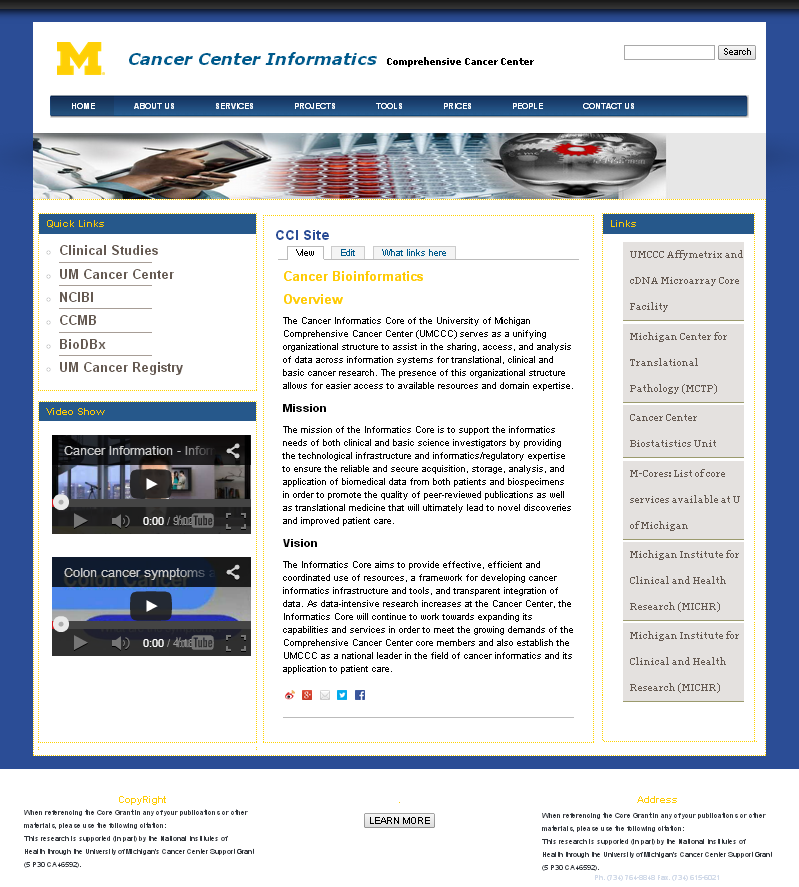 M
Cancer Center Informatics Comprehensive Cancer Center
Search
HOME ABOUT US SERVICES PROJECTS TOOLS PRICES PEOPLE CONTACT US
Quick Links
Clinical Studies
UM Cancer Center
NCIBI
CCMB
BioDBx
UM Cancer Registry
Video Show
Cancer Information - Infor
0:00 /
YouTube
Colon cancer symptoms a
Colon Cancer
0:00 /
YouTube
CCI Site
View Edit What links here
Cancer Bioinformatics
Overview
The Cancer Informatics Core of the University of Michigan
Comprehensive Cancer Center (UMCCC) serves as a unifying
organizational structure to assist in the sharing, access, and analysis
of data across information systems for translational, clinical and
basic cancer research. The presence of this organizational structure
allows for easier access to available resources and domain expertise.
Mission
The mission of the Informatics Core is to support the informatics
needs of both clinical and basic science investigators by providing
the technological infrastructure and informatics/regulatory expertise
to ensure the reliable and secure acquisition, storage, analysis, and
application of biomedical data from both patients and biospecimens
in order to promote the quality of peer-reviewed publications as well
as translational medicine that will ultimately lead to novel discoveries
and improved patient care.
Vision
The Informatics Core aims to provide effective, efficient and
coordinated use of resources, a framework for developing cancer
informatics infrastructure and tools, and transparent integration of
data. As data-intensive research increases at the Cancer Center, the
Informatics Core will continue to work towards expanding its
capabilities and services in order to meet the growing demands of the
Comprehensive Cancer Center core members and also establish the
UMCCC as a national leader in the field of cancer informatics and its
application to patient care.
Links
UMCCC Affymetrix and
cDNA Microarray Core
Facility
Michigan Center for
Translational
Pathology (MCTP)
Cancer Center
Biostatistics Unit
M-Cores: List of core
services available at U
of Michigan
Michigan Institute for
Clinical and Health
Research (MICHR)
Michigan Institute for
Clinical and Health
Research (MICHR)
CopyRight
When referencing the Core Grant in any of your publications or other
materials, please use the following citation:
This research is supported (in part) by the National Institutes of
Health through the University of Michigan's Cancer Center Support Grant
(5 P30 CA46592).
LEARN MORE
Address
When referencing the Core Grant in any of your publications or other
materials, please use the following citation:
This research is supported (in part) by the National Institutes of
Health through the University of Michigan's Cancer Center Support Grant
(5 P30 CA46592).
Ph. (734) 764-8848 Fax. (734) 615-6021